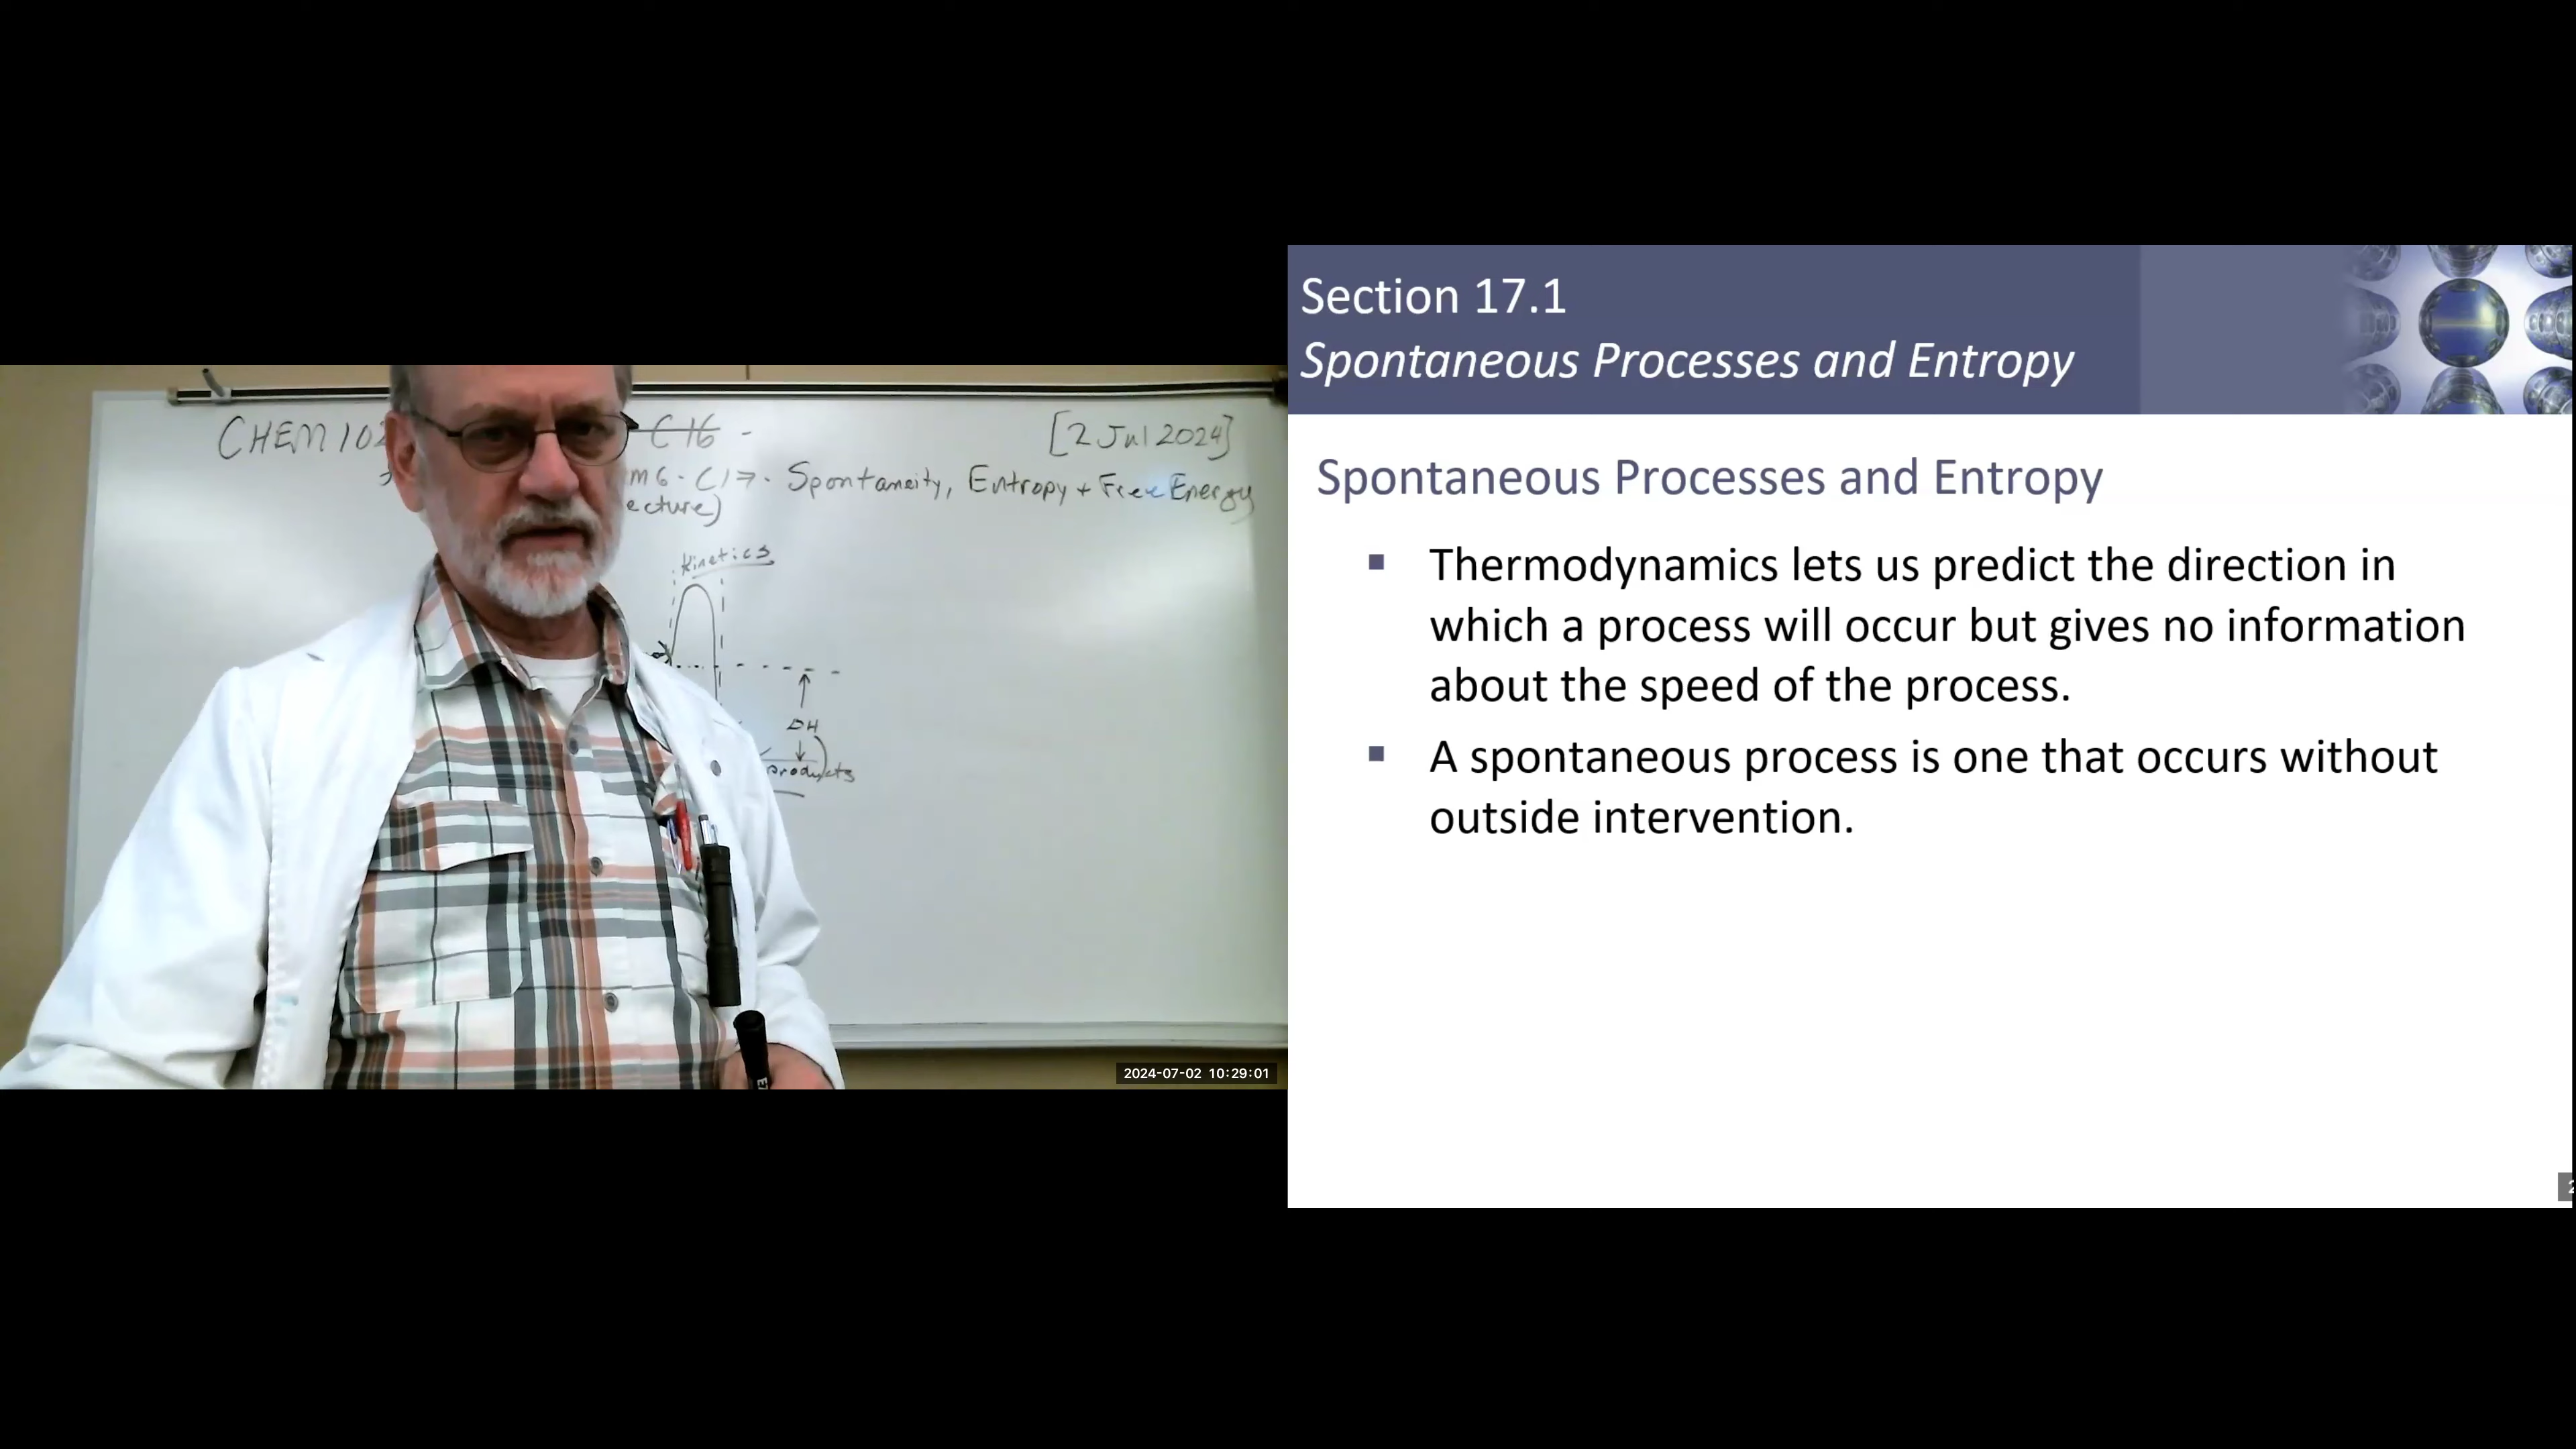 CHEM 102 C16 -
[2 Jul 2024]
m6 - C17 - Spontaneity, Entropy + Free Energy
ecture)
Kinetics
ΔH
products
2024-07-02 10:29:01
Section 17.1
Spontaneous Processes and Entropy
Spontaneous Processes and Entropy
▪ Thermodynamics lets us predict the direction in
which a process will occur but gives no information
about the speed of the process.
▪ A spontaneous process is one that occurs without
outside intervention.
2